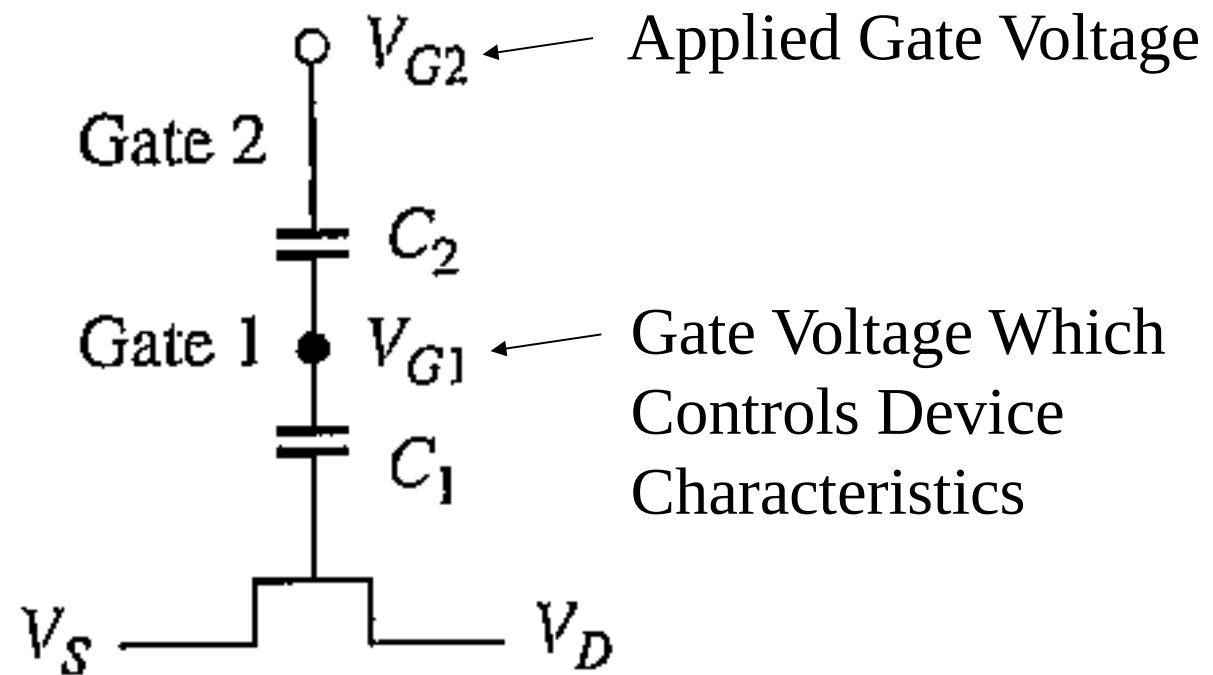 V_G2
Applied Gate Voltage
Gate 2
C_2
Gate 1
V_G1
Gate Voltage Which
Controls Device
Characteristics
C_1
V_S
V_D